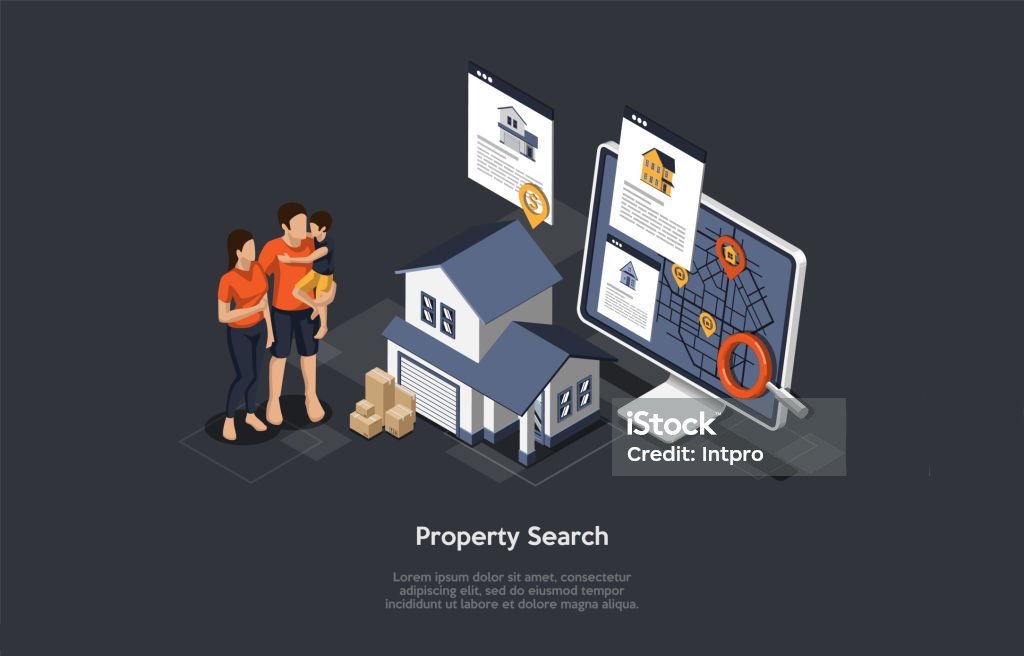 iStock
Credit: Intpro
Property Search
Lorem ipsum dolor sit amet, consectetur
adipiscing elit, sed do eiusmod tempor
incididunt ut labore et dolore magna aliqua.